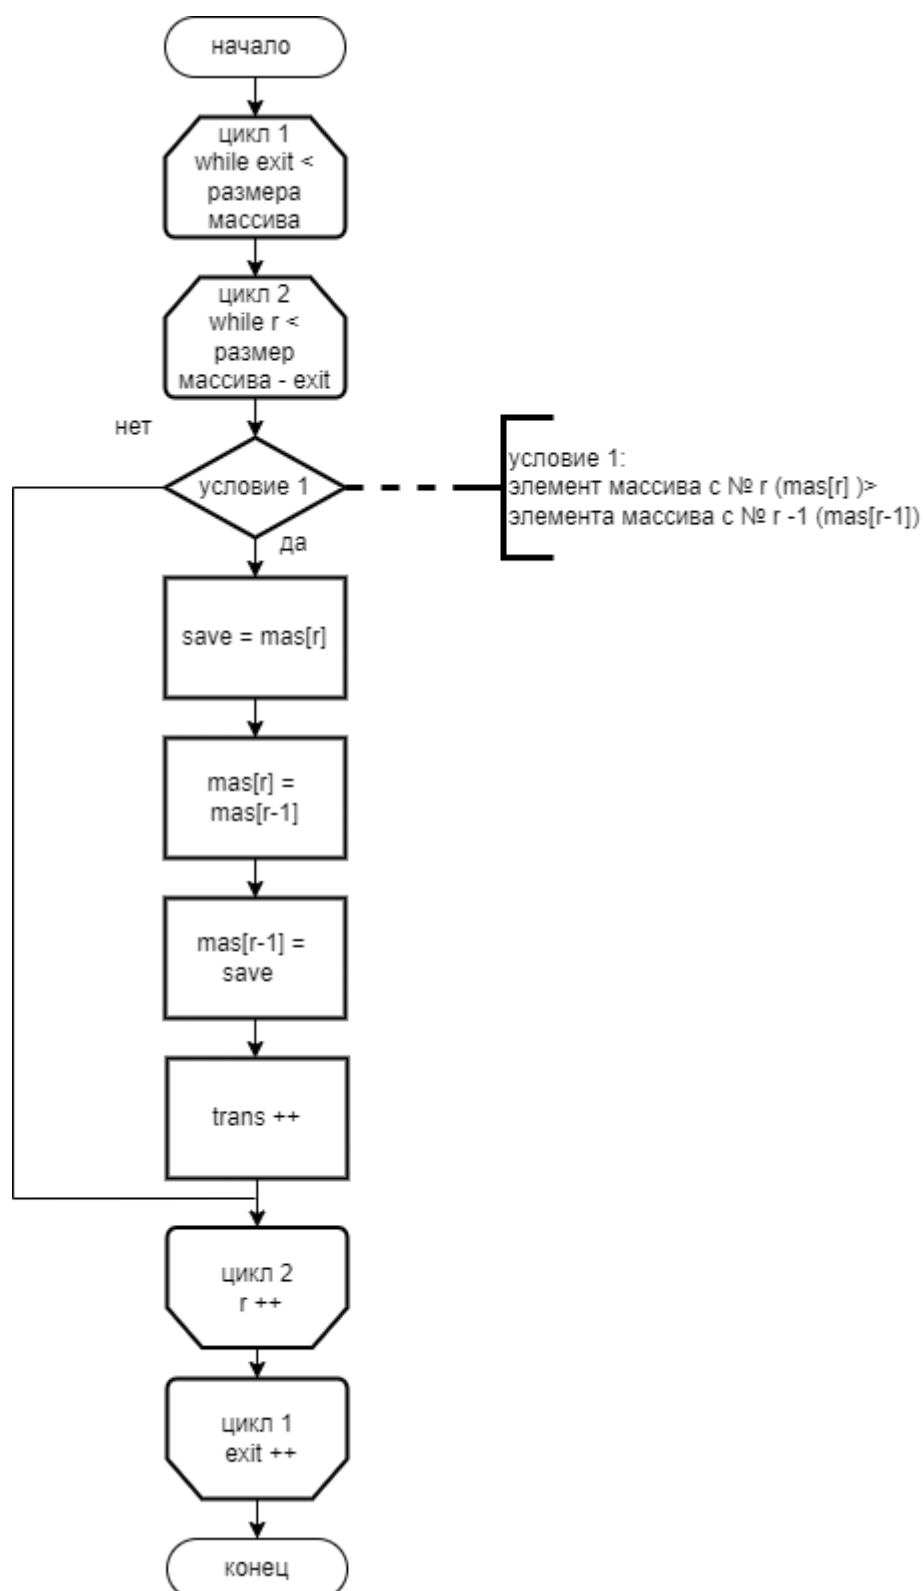 начало
цикл 1
while exit <
размера
массива
цикл 2
while r <
размер
массива - exit
нет
условие 1
условие 1:
элемент массива с № r (mas[r] )>
элемента массива с № r -1 (mas[r-1])
да
save = mas[r]
mas[r] =
mas[r-1]
mas[r-1] =
save
trans ++
цикл 2
r ++
цикл 1
exit ++
конец